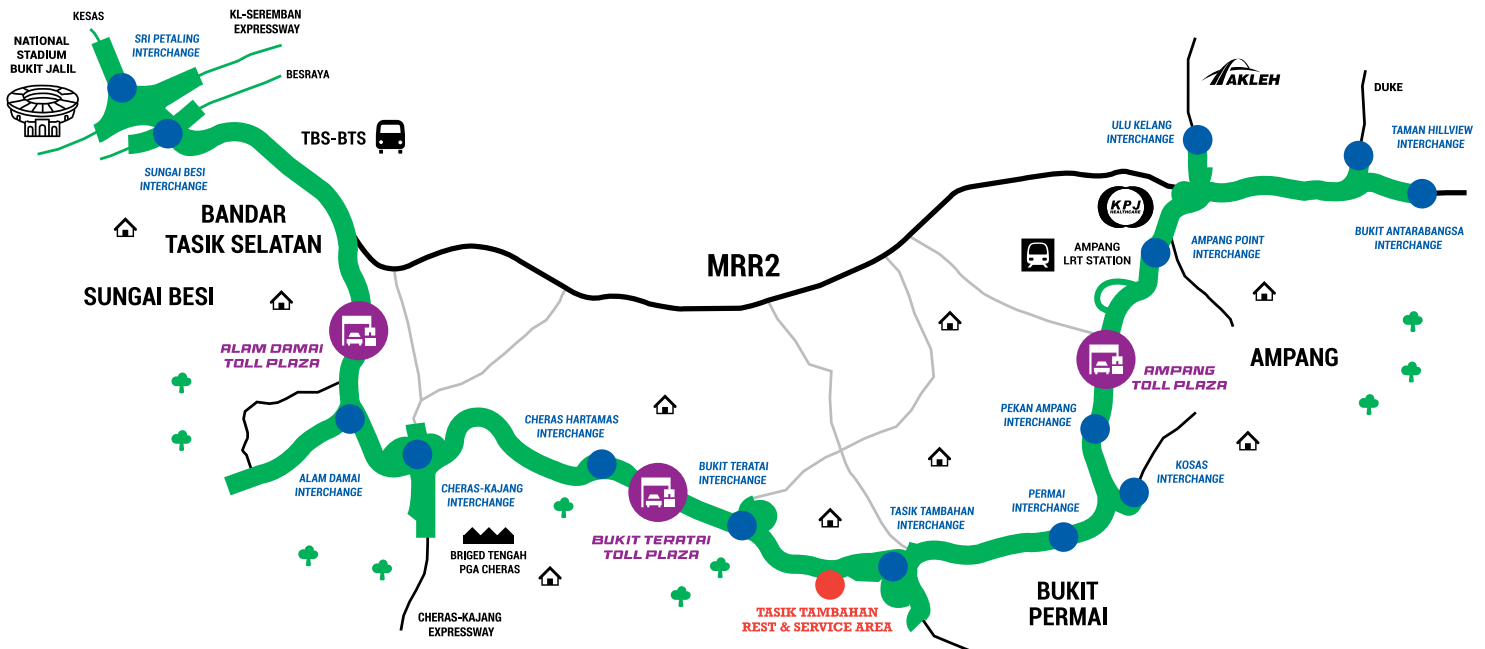 KESAS
KL-SEREMBAN
EXPRESSWAY
NATIONAL
STADIUM
BUKIT JALIL
SRI PETALING
INTERCHANGE
BESRAYA
TBS-BTS
SUNGAI BESI
INTERCHANGE
BANDAR
TASIK SELATAN
SUNGAI BESI
ALAM DAMAI
TOLL PLAZA
ALAM DAMAI
INTERCHANGE
CHERAS-KAJANG
INTERCHANGE
BRIGED TENGAH
PGA CHERAS
CHERAS-KAJANG
EXPRESSWAY
CHERAS HARTAMAS
INTERCHANGE
BUKIT TERATAI
TOLL PLAZA
BUKIT TERATAI
INTERCHANGE
MRR2
TASIK TAMBAHAN
REST & SERVICE AREA
TASIK TAMBAHAN
INTERCHANGE
PERMAI
INTERCHANGE
BUKIT
PERMAI
KOSAS
INTERCHANGE
PEKAN AMPANG
INTERCHANGE
AMPANG
TOLL PLAZA
AMPANG
AMPANG
LRT STATION
AMPANG POINT
INTERCHANGE
KPJ
HEALTHCARE
ULU KELANG
INTERCHANGE
AKLEH
DUKE
TAMAN HILLVIEW
INTERCHANGE
BUKIT ANTARABANGSA
INTERCHANGE